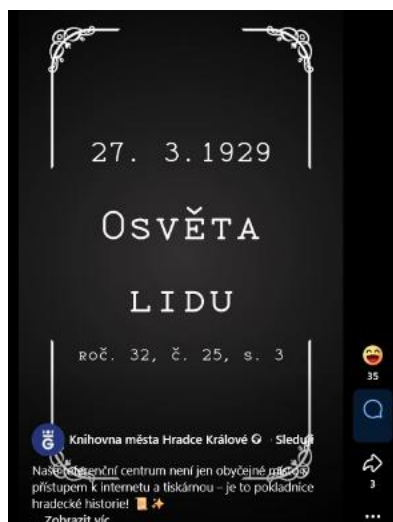 27. 3.1929
Osvěta
lidu
roč. 32, č. 25, s. 3
35
Knihovna města Hradce Králové · Sleduji
Naše referenční centrum není jen obyčejné místo s
přístupem k internetu a tiskárnou – je to pokladnice
hradecké historie!
3
Zobrazit víc